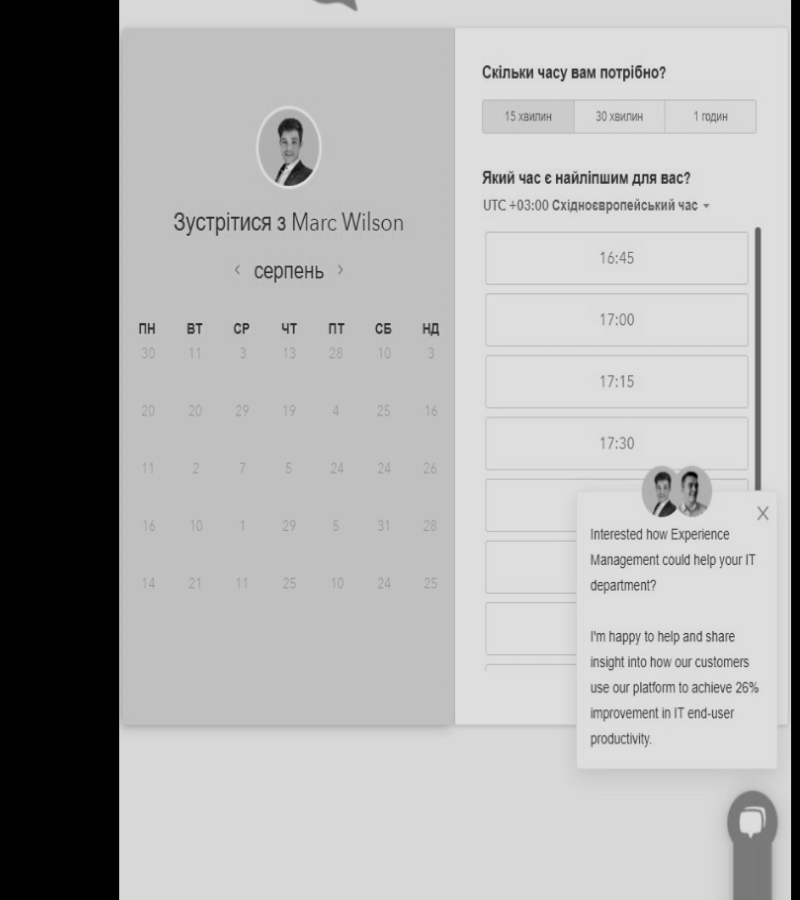 Зустрітися з Marc Wilson
‹ серпень ›
ПН ВТ СР ЧТ ПТ СБ НД
30 11 3 13 28 10 3
20 20 29 19 4 25 16
11 2 7 5 24 24 26
16 10 1 29 5 31 28
14 21 11 25 10 24 25
Скільки часу вам потрібно?
15 хвилин 30 хвилин 1 годин
Який час є найліпшим для вас?
UTC +03:00 Східноєвропейський час
16:45
17:00
17:15
17:30
X
Interested how Experience
Management could help your IT
department?
I'm happy to help and share
insight into how our customers
use our platform to achieve 26%
improvement in IT end-user
productivity.